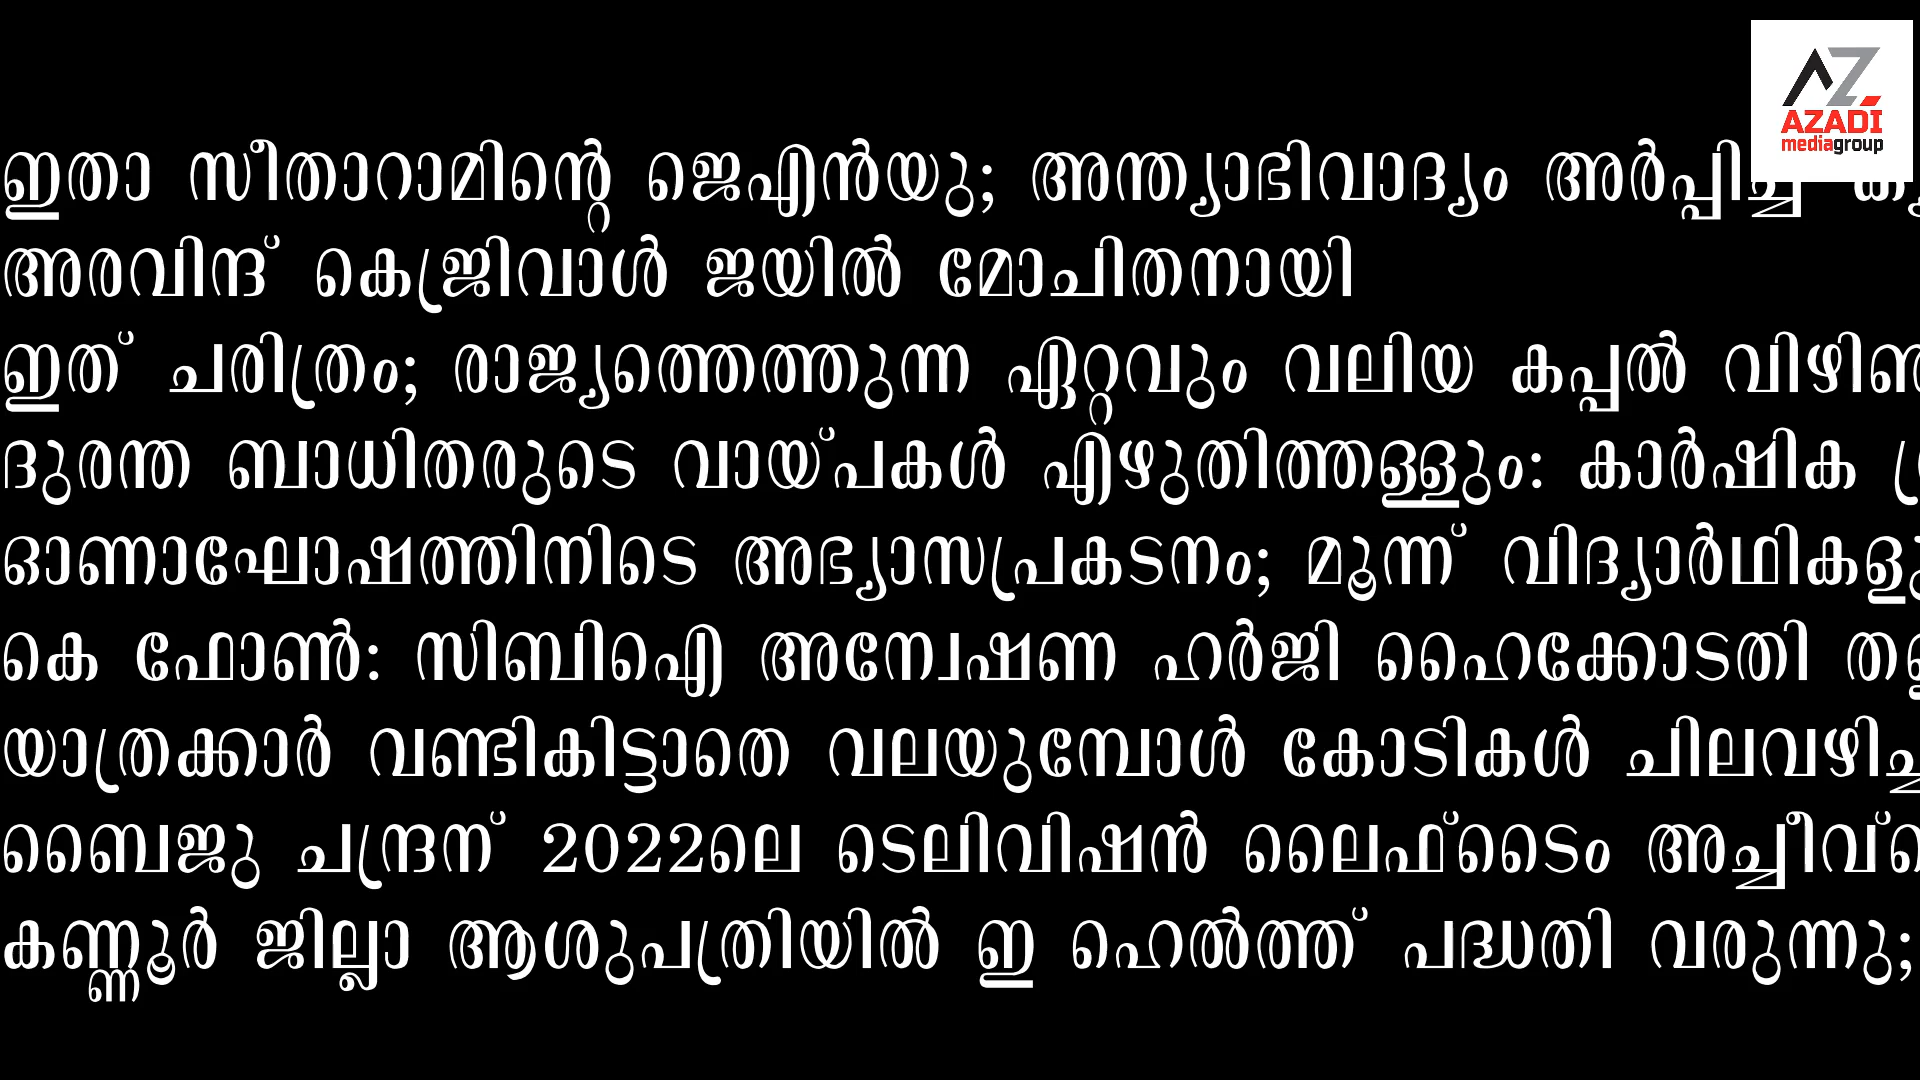 AZ
AZADI
mediagroup
ഇതാ സീതാറാമിന്റെ ജെഎൻയു; അന്ത്യാഭിവാദ്യം അർപ്പിച്ച്
അരവിന്ദ് കെജ്രിവാൾ ജയിൽ മോചിതനായി
ഇത് ചരിത്രം; രാജ്യത്തെത്തുന്ന ഏറ്റവും വലിയ കപ്പൽ
ദുരന്ത ബാധിതരുടെ വായ്പകൾ എഴുതിത്തള്ളും: കാർഷിക
ഓണാഘോഷത്തിനിടെ അഭ്യാസപ്രകടനം; മൂന്ന് വിദ്യാർഥികളു
കെ ഫോൺ: സിബിഐ അന്വേഷണ ഹർജി ഹൈക്കോടതി
യാത്രക്കാർ വണ്ടികിട്ടാതെ വലയുമ്പോൾ കോടികൾ ചിലവഴിച്ച
ബൈജു ചന്ദ്രന് 2022ലെ ടെലിവിഷൻ ലൈഫ്ടൈം
കണ്ണൂർ ജില്ലാ ആശുപത്രിയിൽ ഇ ഹെൽത്ത് പദ്ധതി വരുന്നു;